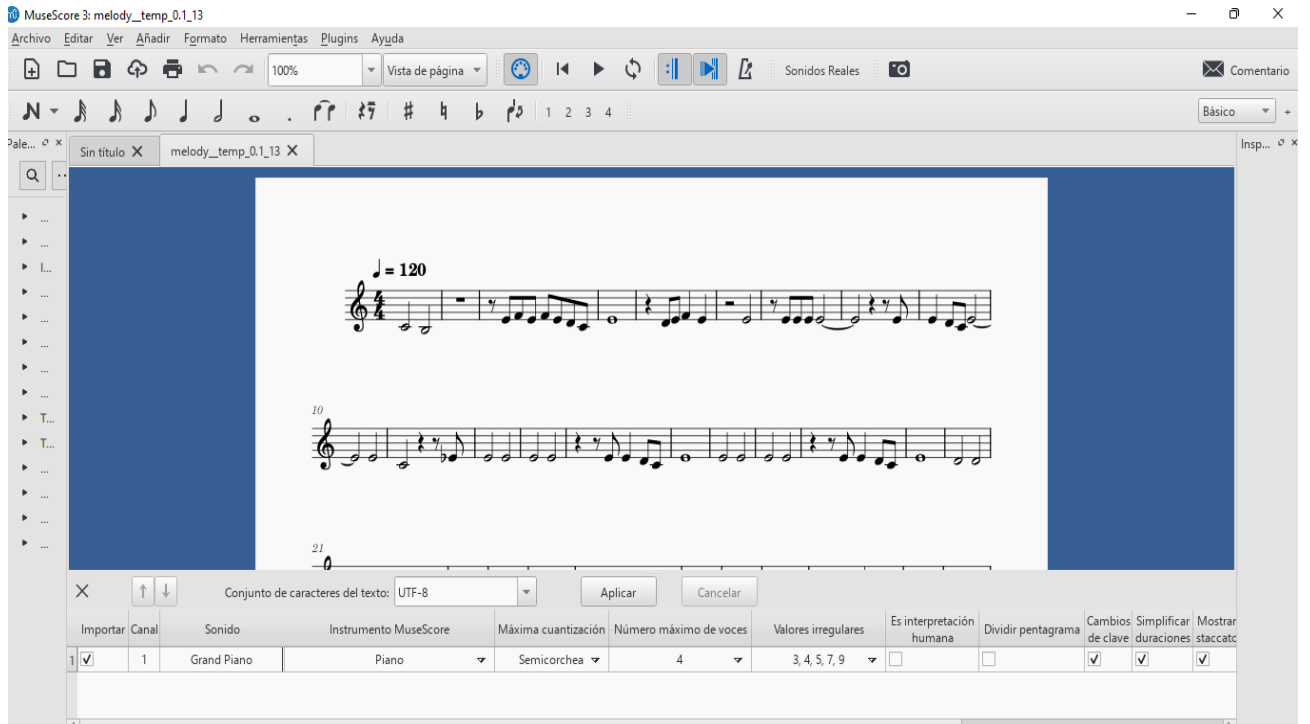 MuseScore 3: melody__temp_0.1_13
Archivo Editar Ver Añadir Formato Herramientas Plugins Ayuda
100% Vista de página Sonidos Reales Comentario
1 2 3 4 Básico +
Pale... Sin título X melody__temp_0.1_13 X Insp...
...
...
I...
...
...
...
...
...
T...
T...
...
...
...
...
= 120
10
21
Conjunto de caracteres del texto: UTF-8 Aplicar Cancelar
Importar Canal Sonido Instrumento MuseScore Máxima cuantización Número máximo de voces Valores irregulares Es interpretación humana Dividir pentagrama Cambios de clave Simplificar duraciones Mostrar staccato
1 1 Grand Piano Piano Semicorchea 4 3, 4, 5, 7, 9